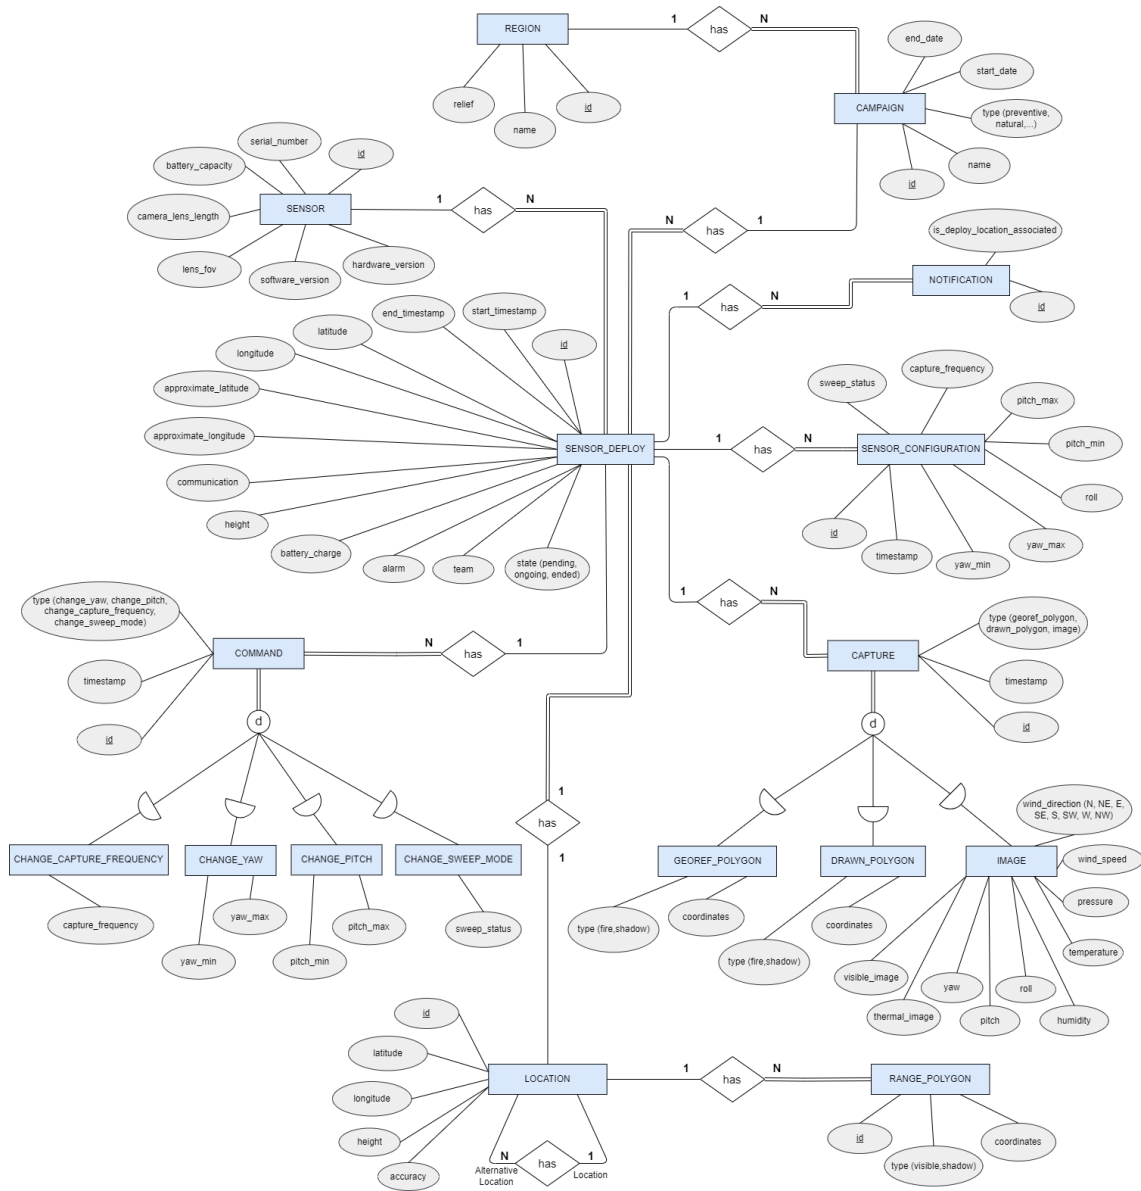 REGION
1
has
N
end_date
start_date
relief
name
id
CAMPAIGN
type (preventive,
natural,...)
name
id
serial_number
id
battery_capacity
camera_lens_length
SENSOR
1
has
N
lens_fov
software_version
hardware_version
N
has
1
is_deploy_location_associated
NOTIFICATION
id
1
has
N
end_timestamp
start_timestamp
latitude
id
longitude
approximate_latitude
approximate_longitude
communication
height
battery_charge
alarm
team
state (pending,
ongoing, ended)
SENSOR_DEPLOY
1
has
N
sweep_status
capture_frequency
pitch_max
pitch_min
SENSOR_CONFIGURATION
roll
yaw_max
yaw_min
timestamp
id
1
has
N
type (change_yaw, change_pitch,
change_capture_frequency,
change_sweep_mode)
COMMAND
N
has
1
timestamp
id
d
type (georef_polygon,
drawn_polygon, image)
CAPTURE
timestamp
id
d
1
has
1
CHANGE_CAPTURE_FREQUENCY
CHANGE_YAW
CHANGE_PITCH
CHANGE_SWEEP_MODE
capture_frequency
yaw_max
yaw_min
pitch_max
pitch_min
sweep_status
GEOREF_POLYGON
DRAWN_POLYGON
IMAGE
wind_direction (N, NE, E,
SE, S, SW, W, NW)
wind_speed
pressure
temperature
type (fire,shadow)
coordinates
type (fire,shadow)
coordinates
visible_image
thermal_image
yaw
pitch
roll
humidity
id
latitude
longitude
height
accuracy
LOCATION
1
has
N
RANGE_POLYGON
id
type (visible,shadow)
coordinates
N
has
1
Alternative
Location
Location